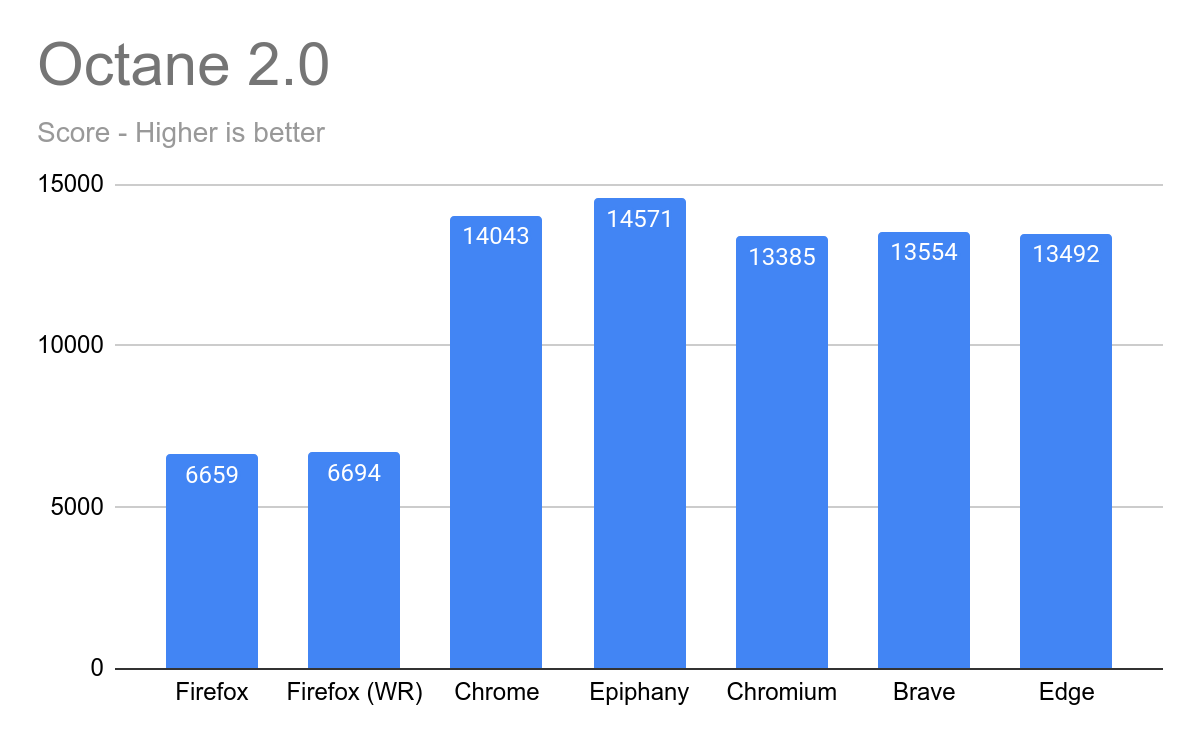 Octane 2.0
Score - Higher is better
15000
14043
14571
13385
13554
13492
10000
6659
6694
5000
0
Firefox
Firefox (WR)
Chrome
Epiphany
Chromium
Brave
Edge